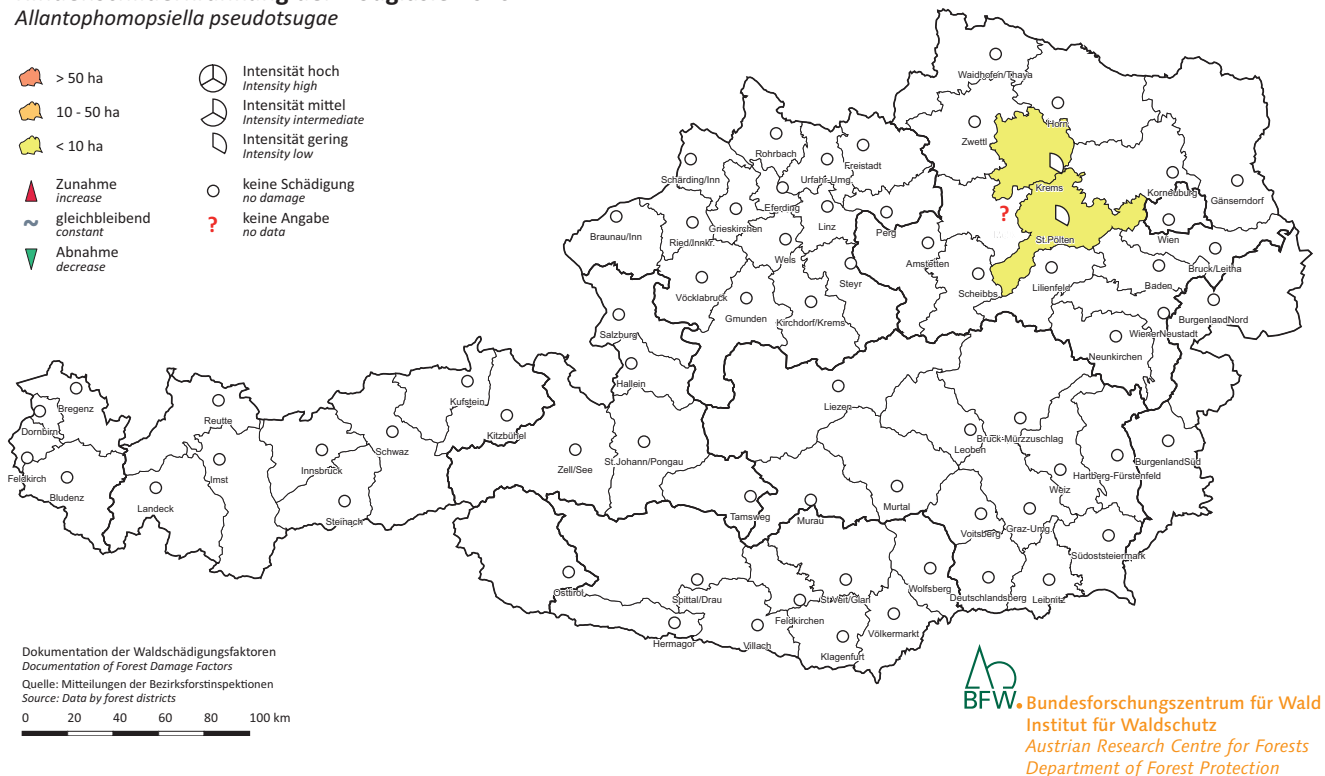 Allantophomopsiella pseudotsugae
> 50 ha
10 - 50 ha
< 10 ha
Zunahme
increase
gleichbleibend
constant
Abnahme
decrease
Intensität hoch
Intensity high
Intensität mittel
Intensity intermediate
Intensität gering
Intensity low
keine Schädigung
no damage
?
keine Angabe
no data
Waidhofen/Thaya
Horn
Zwettl
Krems
Korneuburg
Gänserndorf
?
St.Pölten
Wien
Bruck/Leitha
Baden
Amstetten
Scheibbs
Lilienfeld
WienerNeustadt
BurgenlandNord
Neunkirchen
Rohrbach
Freistadt
Schärding/Inn
Urfahr-Umg.
Eferding
Grieskirchen
Linz
Perg
Braunau/Inn
Ried/Innkr.
Wels
Steyr
Vöcklabruck
Gmunden
Kirchdorf/Krems
Salzburg
Hallein
Liezen
Bregenz
Dornbirn
Feldkirch
Bludenz
Reutte
Imst
Landeck
Innsbruck
Steinach
Schwaz
Kufstein
Kitzbühel
Zell/See
St.Johann/Pongau
Tamsweg
Murau
Murtal
Leoben
Bruck-Mürzzuschlag
Weiz
Hartberg-Fürstenfeld
BurgenlandSüd
Voitsberg
Graz-Umg.
Südoststeiermark
Deutschlandsberg
Leibnitz
Osttirol
Spittal/Drau
Hermagor
Villach
Feldkirchen
St.Veit/Glan
Klagenfurt
Völkermarkt
Wolfsberg
Dokumentation der Waldschädigungsfaktoren
Documentation of Forest Damage Factors
Quelle: Mitteilungen der Bezirksforstinspektionen
Source: Data by forest districts
0 20 40 60 80 100 km
BFW.
Bundesforschungszentrum für Wald
Institut für Waldschutz
Austrian Research Centre for Forests
Department of Forest Protection